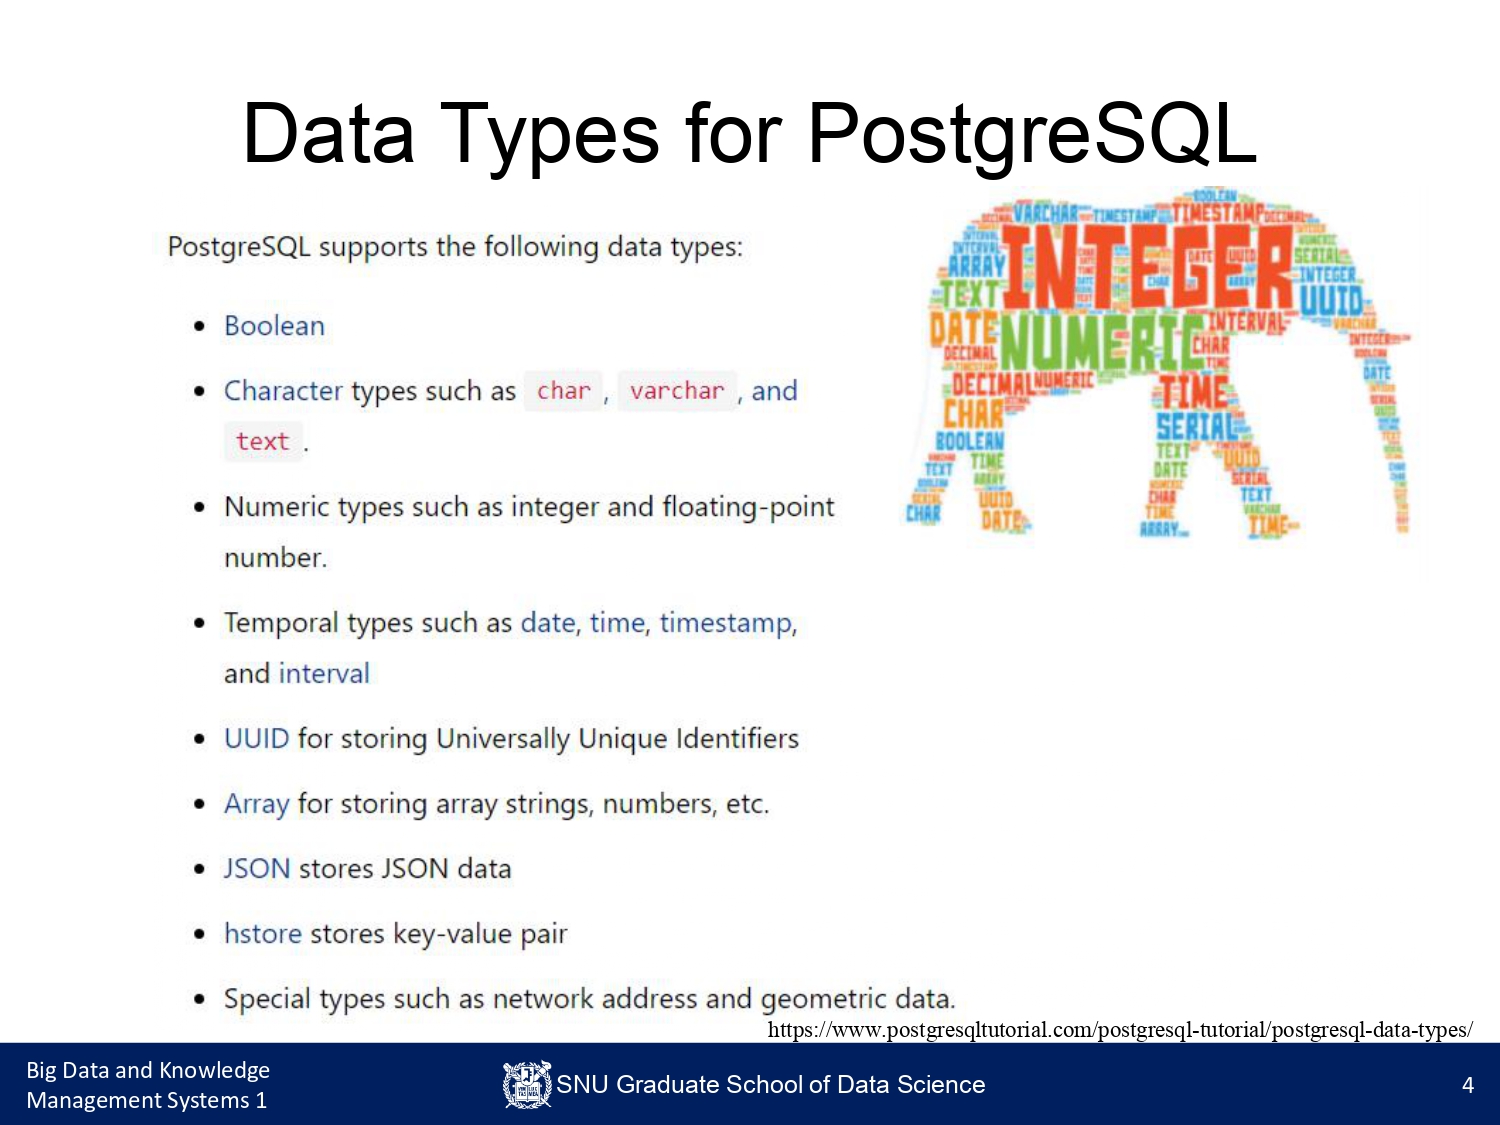 Data Types for PostgreSQL
PostgreSQL supports the following data types:
• Boolean
• Character types such as char , varchar , and
text .
• Numeric types such as integer and floating-point
number.
• Temporal types such as date, time, timestamp,
and interval
• UUID for storing Universally Unique Identifiers
• Array for storing array strings, numbers, etc.
• JSON stores JSON data
• hstore stores key-value pair
• Special types such as network address and geometric data.
BOOLEAN
VARCHAR TIMESTAMP TIMESTAMP DECIMAL
INTEGER
ARRAY
SERIAL
INTEGER
TEXT
UUID
DATE NUMERIC INTERVAL
VARCHAR
DECIMAL
CHAR
INTEGER
TIME
DATE
DECIMAL NUMERIC TIME
CHAR
SERIAL
BOOLEAN
TEXT
UUID
TEXT TIME
DATE
SERIAL
ARRAY
UUID
CHAR
TEXT
CHAR
DATE
TIME
ARRAY
TIME
https://www.postgresqltutorial.com/postgresql-tutorial/postgresql-data-types/
Big Data and Knowledge
Management Systems 1
SNU Graduate School of Data Science
4